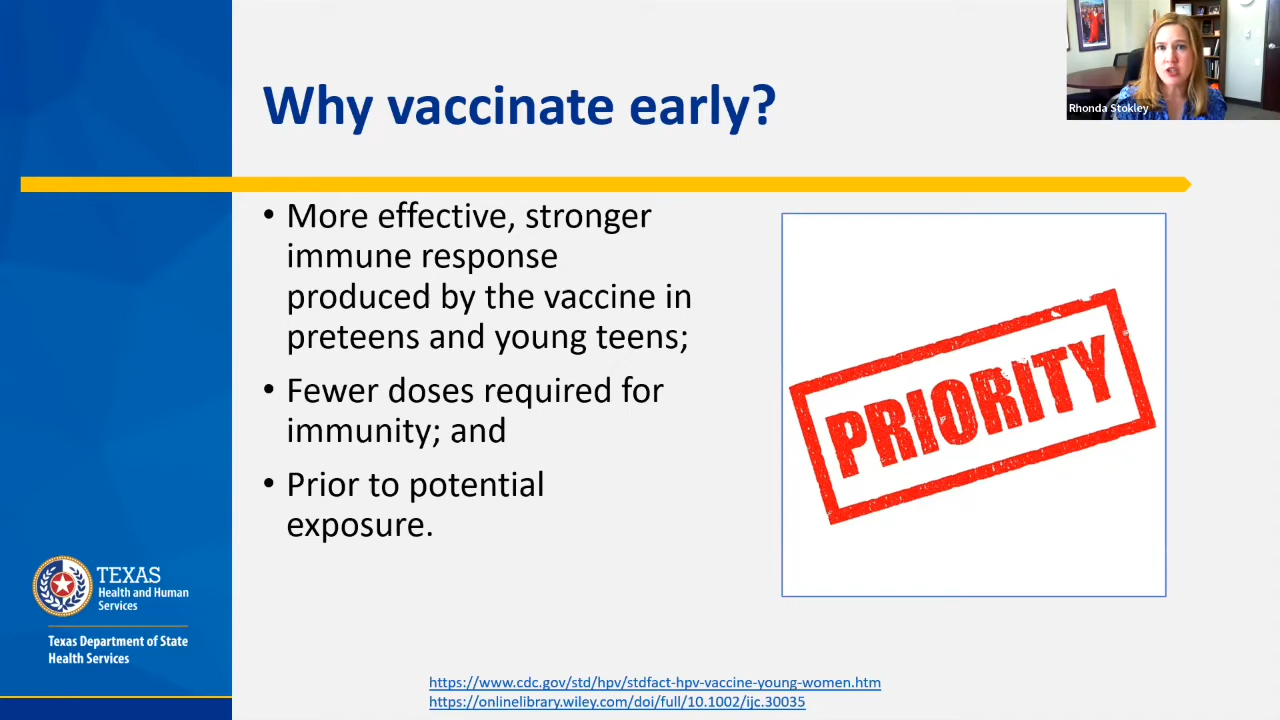 Rhonda Stokley
Why vaccinate early?
• More effective, stronger
immune response
produced by the vaccine in
preteens and young teens;
• Fewer doses required for
immunity; and
• Prior to potential
exposure.
PRIORITY
TEXAS
Health and Human
Services
Texas Department of State
Health Services
https://www.cdc.gov/std/hpv/stdfact-hpv-vaccine-young-women.htm
https://onlinelibrary.wiley.com/doi/full/10.1002/ijc.30035